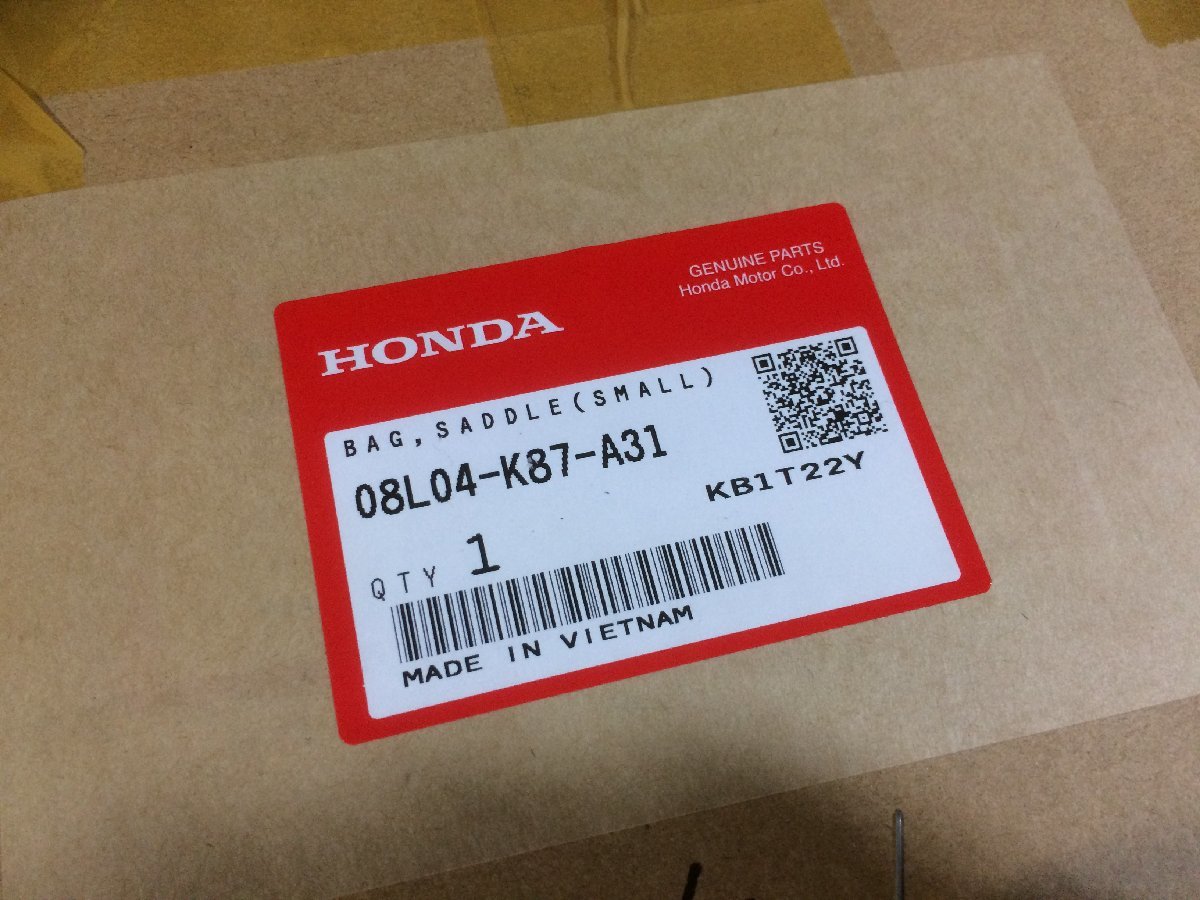 GENUINE PARTS
Honda Motor Co., Ltd.
HONDA
BAG,SADDLE(SMALL)
08L04-K87-A31
KB1T22Y
QTY 1
MADE IN VIETNAM